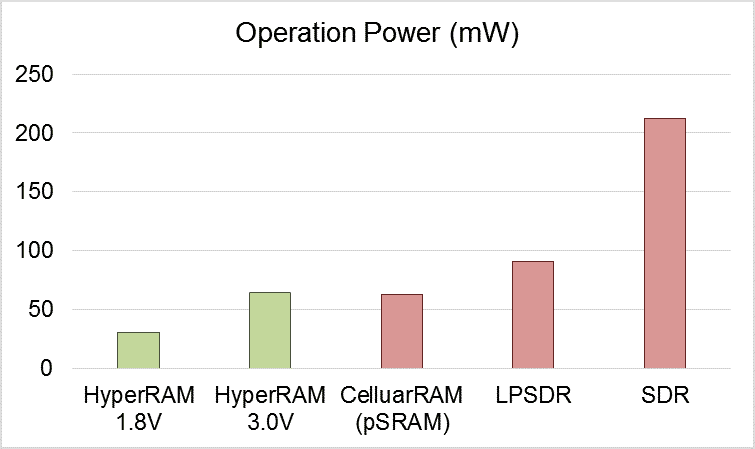 Operation Power (mW)
250
200
150
100
50
0
HyperRAM 1.8V
HyperRAM 3.0V
CelluarRAM (pSRAM)
LPSDR
SDR